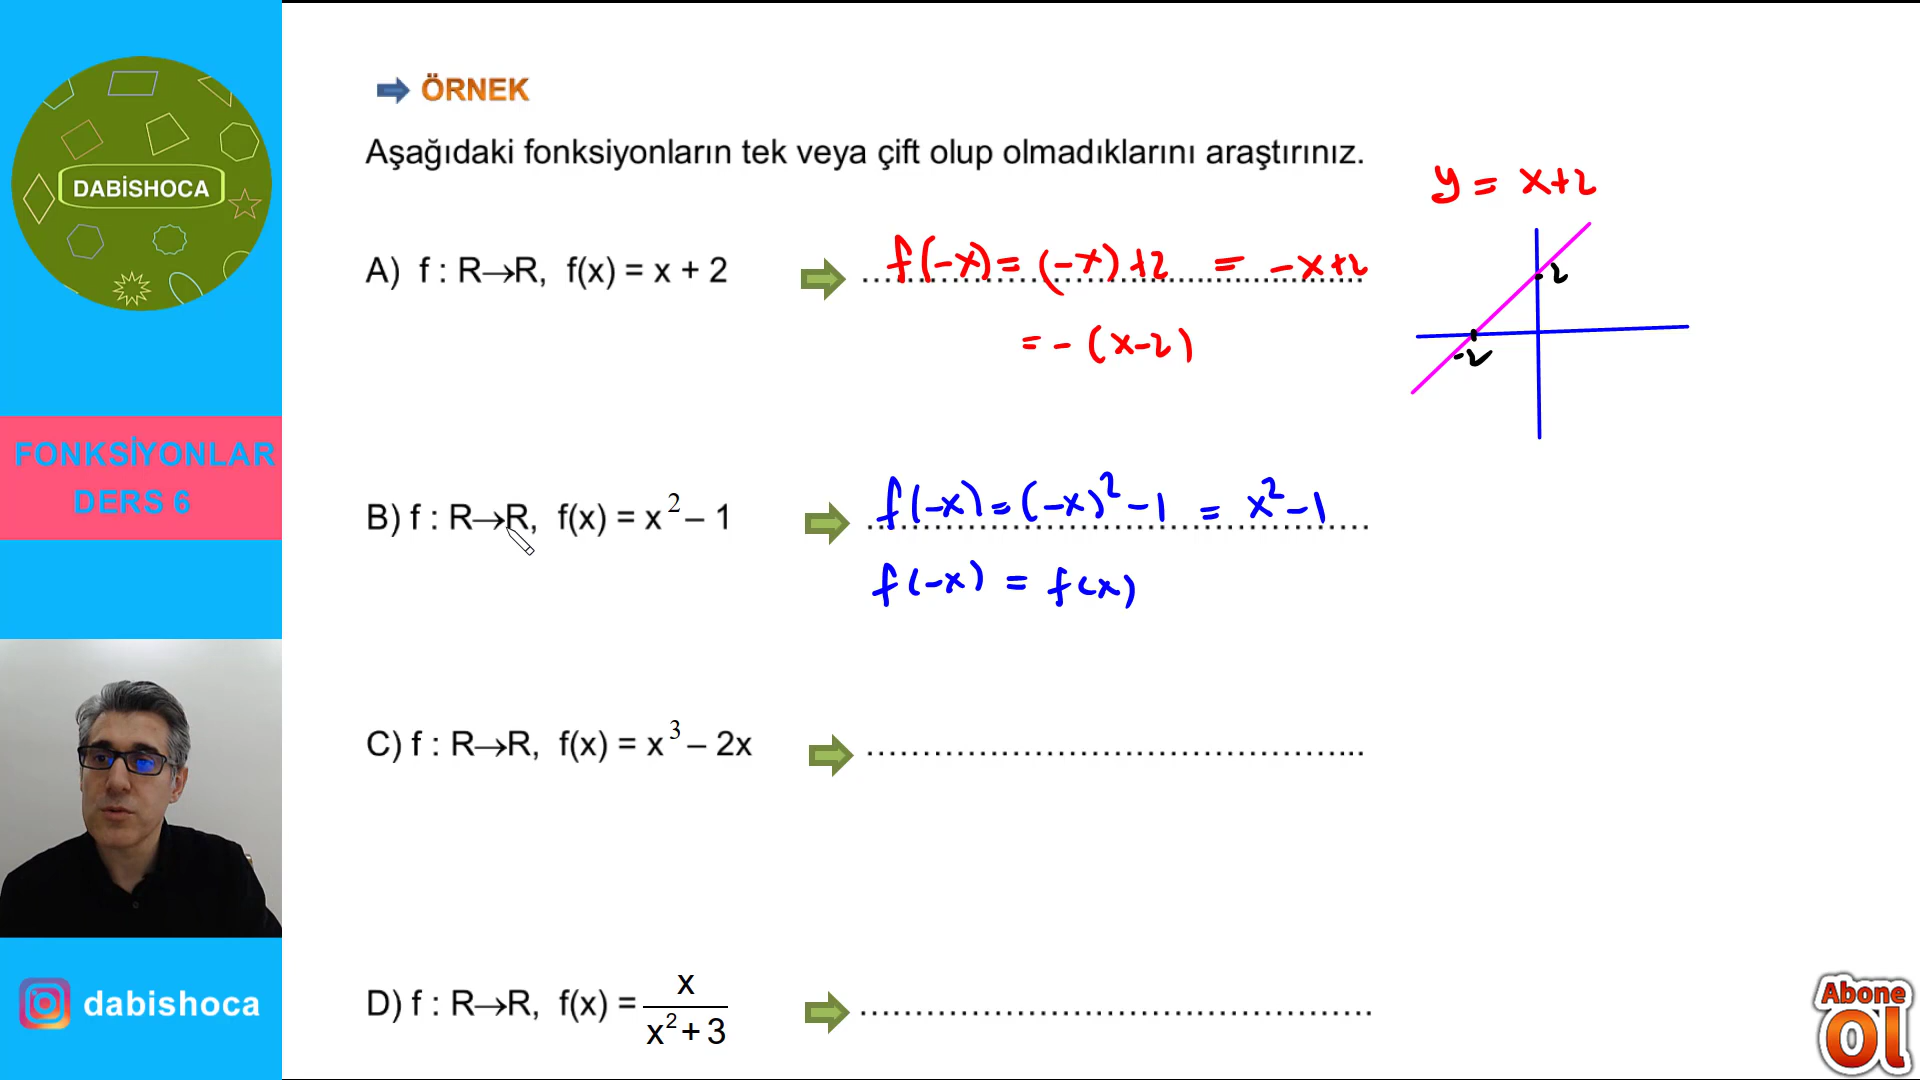 DABİSHOCA
FONKSİYONLAR
DERS 6
dabishoca
ÖRNEK
Aşağıdaki fonksiyonların tek veya çift olup olmadıklarını araştırınız.
y = x+2
A) f : R→R, f(x) = x + 2
f(-x) = (-x)+2 = -x+2
= - (x-2)
2
-2
B) f : R→R, f(x) = x² – 1
f(-x) = (-x)² -1 = x² -1
f(-x) = f(x)
C) f : R→R, f(x) = x³ – 2x
D) f : R→R, f(x) = x / x² + 3
Abone
Ol